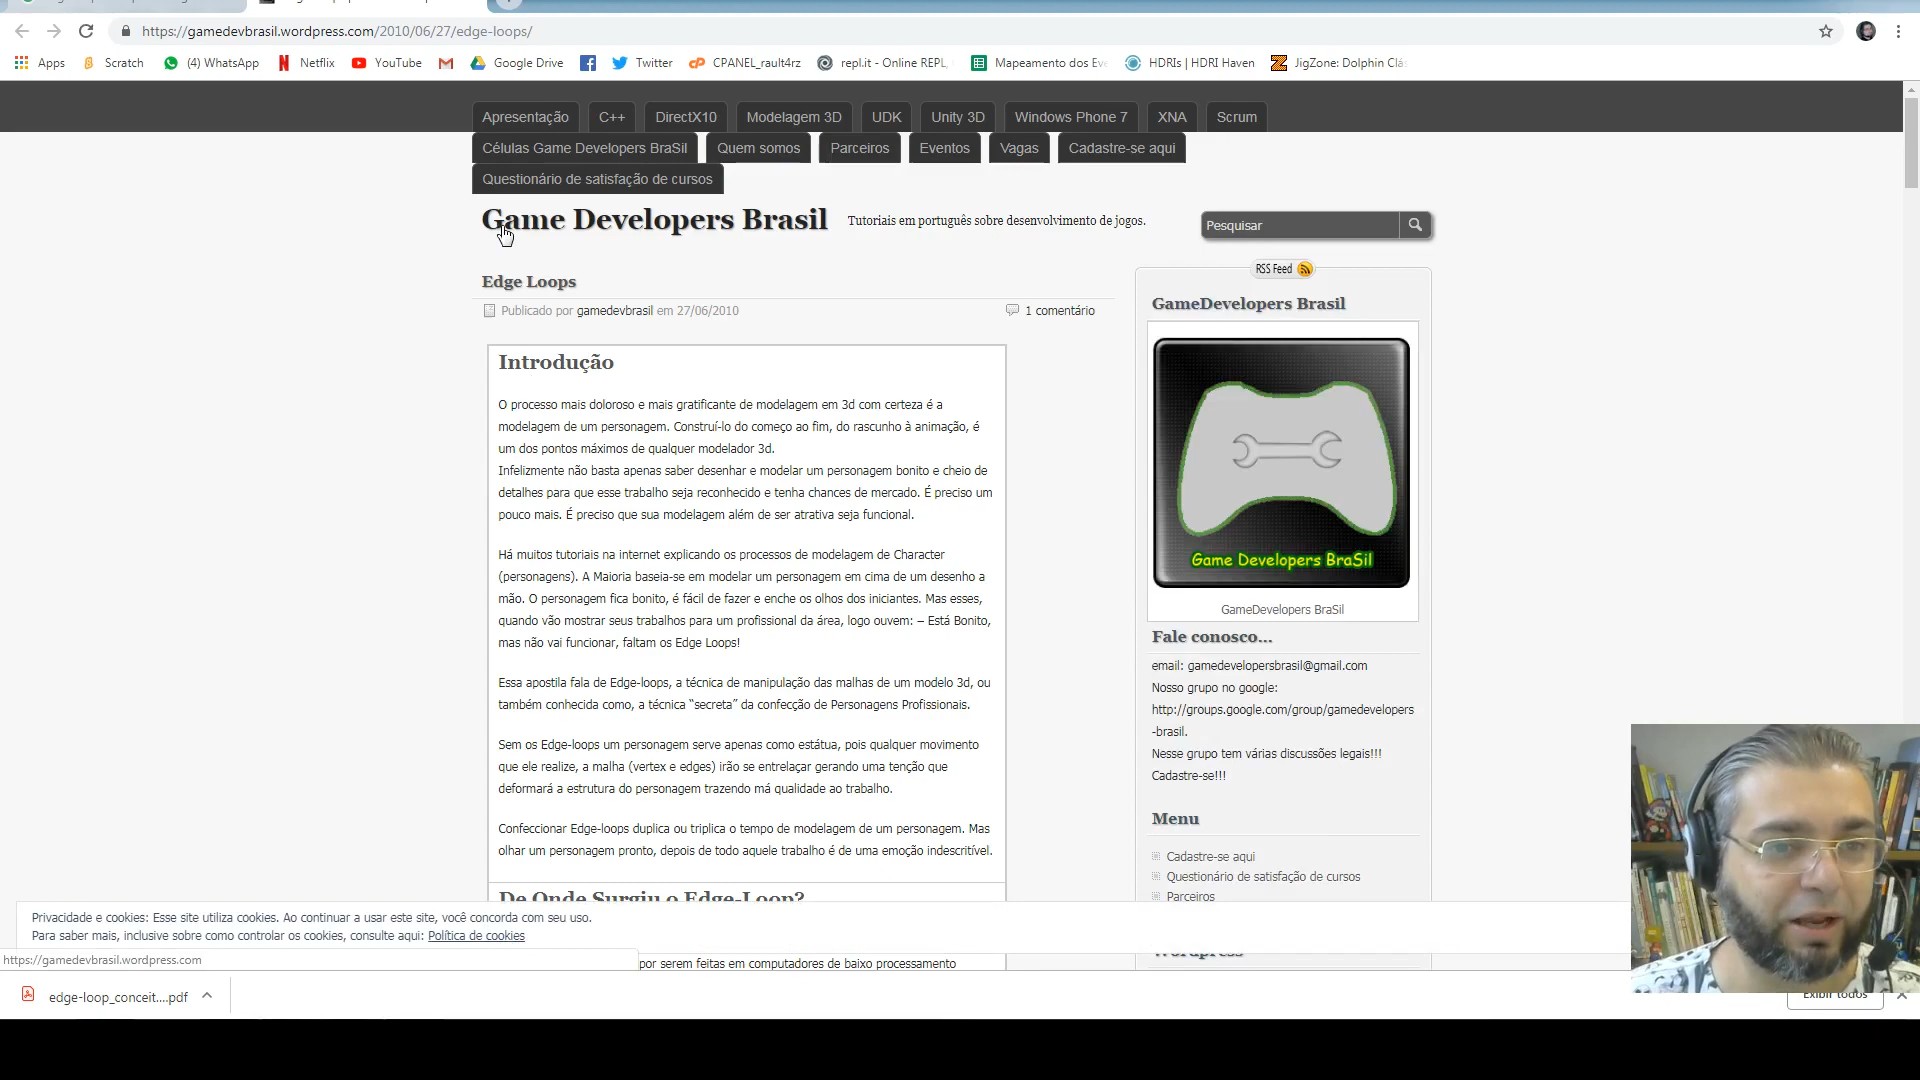 https://gamedevbrasil.wordpress.com/2010/06/27/edge-loops/
Apps
Scratch
(4) WhatsApp
Netflix
YouTube
Google Drive
Twitter
CPANEL_rault4rz
repl.it - Online REPL,
Mapeamento dos Eve
HDRIs | HDRI Haven
JigZone: Dolphin Clás
Apresentação
C++
DirectX10
Modelagem 3D
UDK
Unity 3D
Windows Phone 7
XNA
Scrum
Células Game Developers BraSil
Quem somos
Parceiros
Eventos
Vagas
Cadastre-se aqui
Questionário de satisfação de cursos
Game Developers Brasil
Tutoriais em português sobre desenvolvimento de jogos.
Pesquisar
Edge Loops
Publicado por gamedevbrasil em 27/06/2010
1 comentário
Introdução
O processo mais doloroso e mais gratificante de modelagem em 3d com certeza é a
modelagem de um personagem. Construí-lo do começo ao fim, do rascunho à animação, é
um dos pontos máximos de qualquer modelador 3d.
Infelizmente não basta apenas saber desenhar e modelar um personagem bonito e cheio de
detalhes para que esse trabalho seja reconhecido e tenha chances de mercado. É preciso um
pouco mais. É preciso que sua modelagem além de ser atrativa seja funcional.
Há muitos tutoriais na internet explicando os processos de modelagem de Character
(personagens). A Maioria baseia-se em modelar um personagem em cima de um desenho a
mão. O personagem fica bonito, é fácil de fazer e enche os olhos dos iniciantes. Mas esses,
quando vão mostrar seus trabalhos para um profissional da área, logo ouvem: – Está Bonito,
mas não vai funcionar, faltam os Edge Loops!
Essa apostila fala de Edge-loops, a técnica de manipulação das malhas de um modelo 3d, ou
também conhecida como, a técnica “secreta” da confecção de Personagens Profissionais.
Sem os Edge-loops um personagem serve apenas como estátua, pois qualquer movimento
que ele realize, a malha (vertex e edges) irão se entrelaçar gerando uma tenção que
deformará a estrutura do personagem trazendo má qualidade ao trabalho.
Confeccionar Edge-loops duplica ou triplica o tempo de modelagem de um personagem. Mas
olhar um personagem pronto, depois de todo aquele trabalho é de uma emoção indescritível.
De Onde Surgiu o Edge-Loop?
por serem feitas em computadores de baixo processamento
RSS Feed
GameDevelopers Brasil
Game Developers BraSil
GameDevelopers BraSil
Fale conosco...
email: gamedevelopersbrasil@gmail.com
Nosso grupo no google:
http://groups.google.com/group/gamedevelopers
-brasil.
Nesse grupo tem várias discussões legais!!!
Cadastre-se!!!
Menu
Cadastre-se aqui
Questionário de satisfação de cursos
Parceiros
Wordpress
Privacidade e cookies: Esse site utiliza cookies. Ao continuar a usar este site, você concorda com seu uso.
Para saber mais, inclusive sobre como controlar os cookies, consulte aqui: Política de cookies
https://gamedevbrasil.wordpress.com
edge-loop_conceit....pdf
Exibir todos